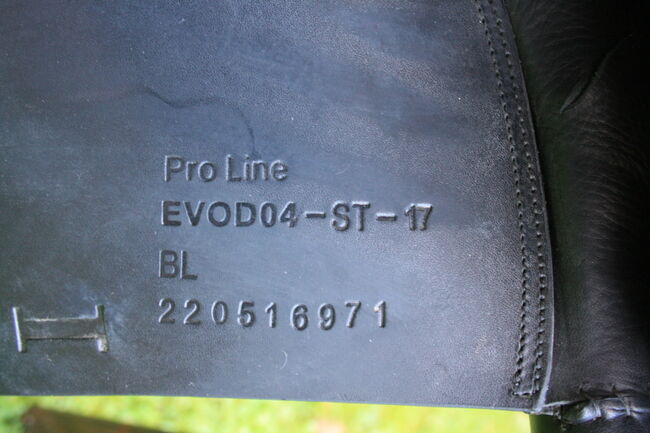 Pro Line
EVOD04-ST-17
BL
220516971